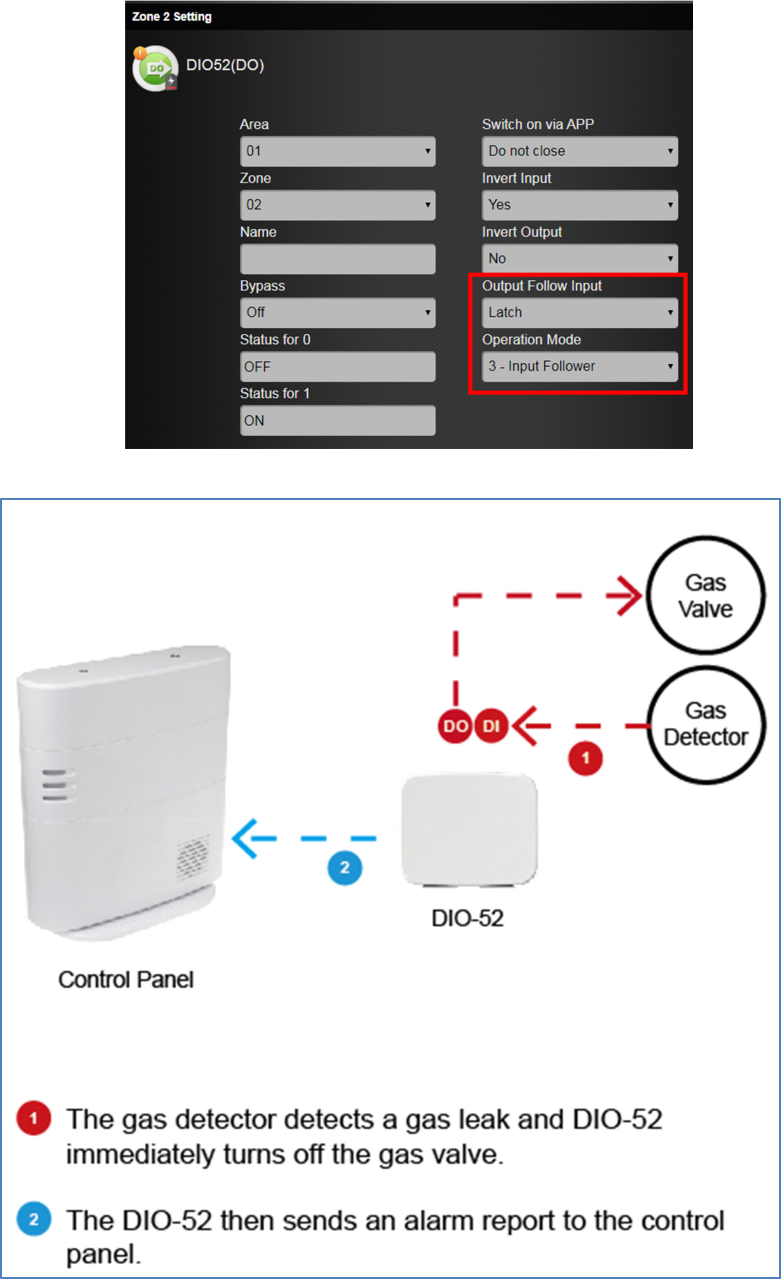 Zone 2 Setting
DO
DIO52(DO)
Area
01
Zone
02
Name
Bypass
Off
Status for 0
OFF
Status for 1
ON
Switch on via APP
Do not close
Invert Input
Yes
Invert Output
No
Output Follow Input
Latch
Operation Mode
3 - Input Follower
Gas
Valve
Gas
Detector
DO DI
1
2
DIO-52
Control Panel
1 The gas detector detects a gas leak and DIO-52
immediately turns off the gas valve.
2 The DIO-52 then sends an alarm report to the control
panel.